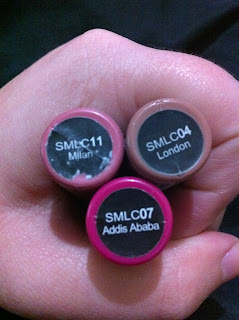 SMLC11
Milan
SMLC04
London
SMLC07
Addis Ababa